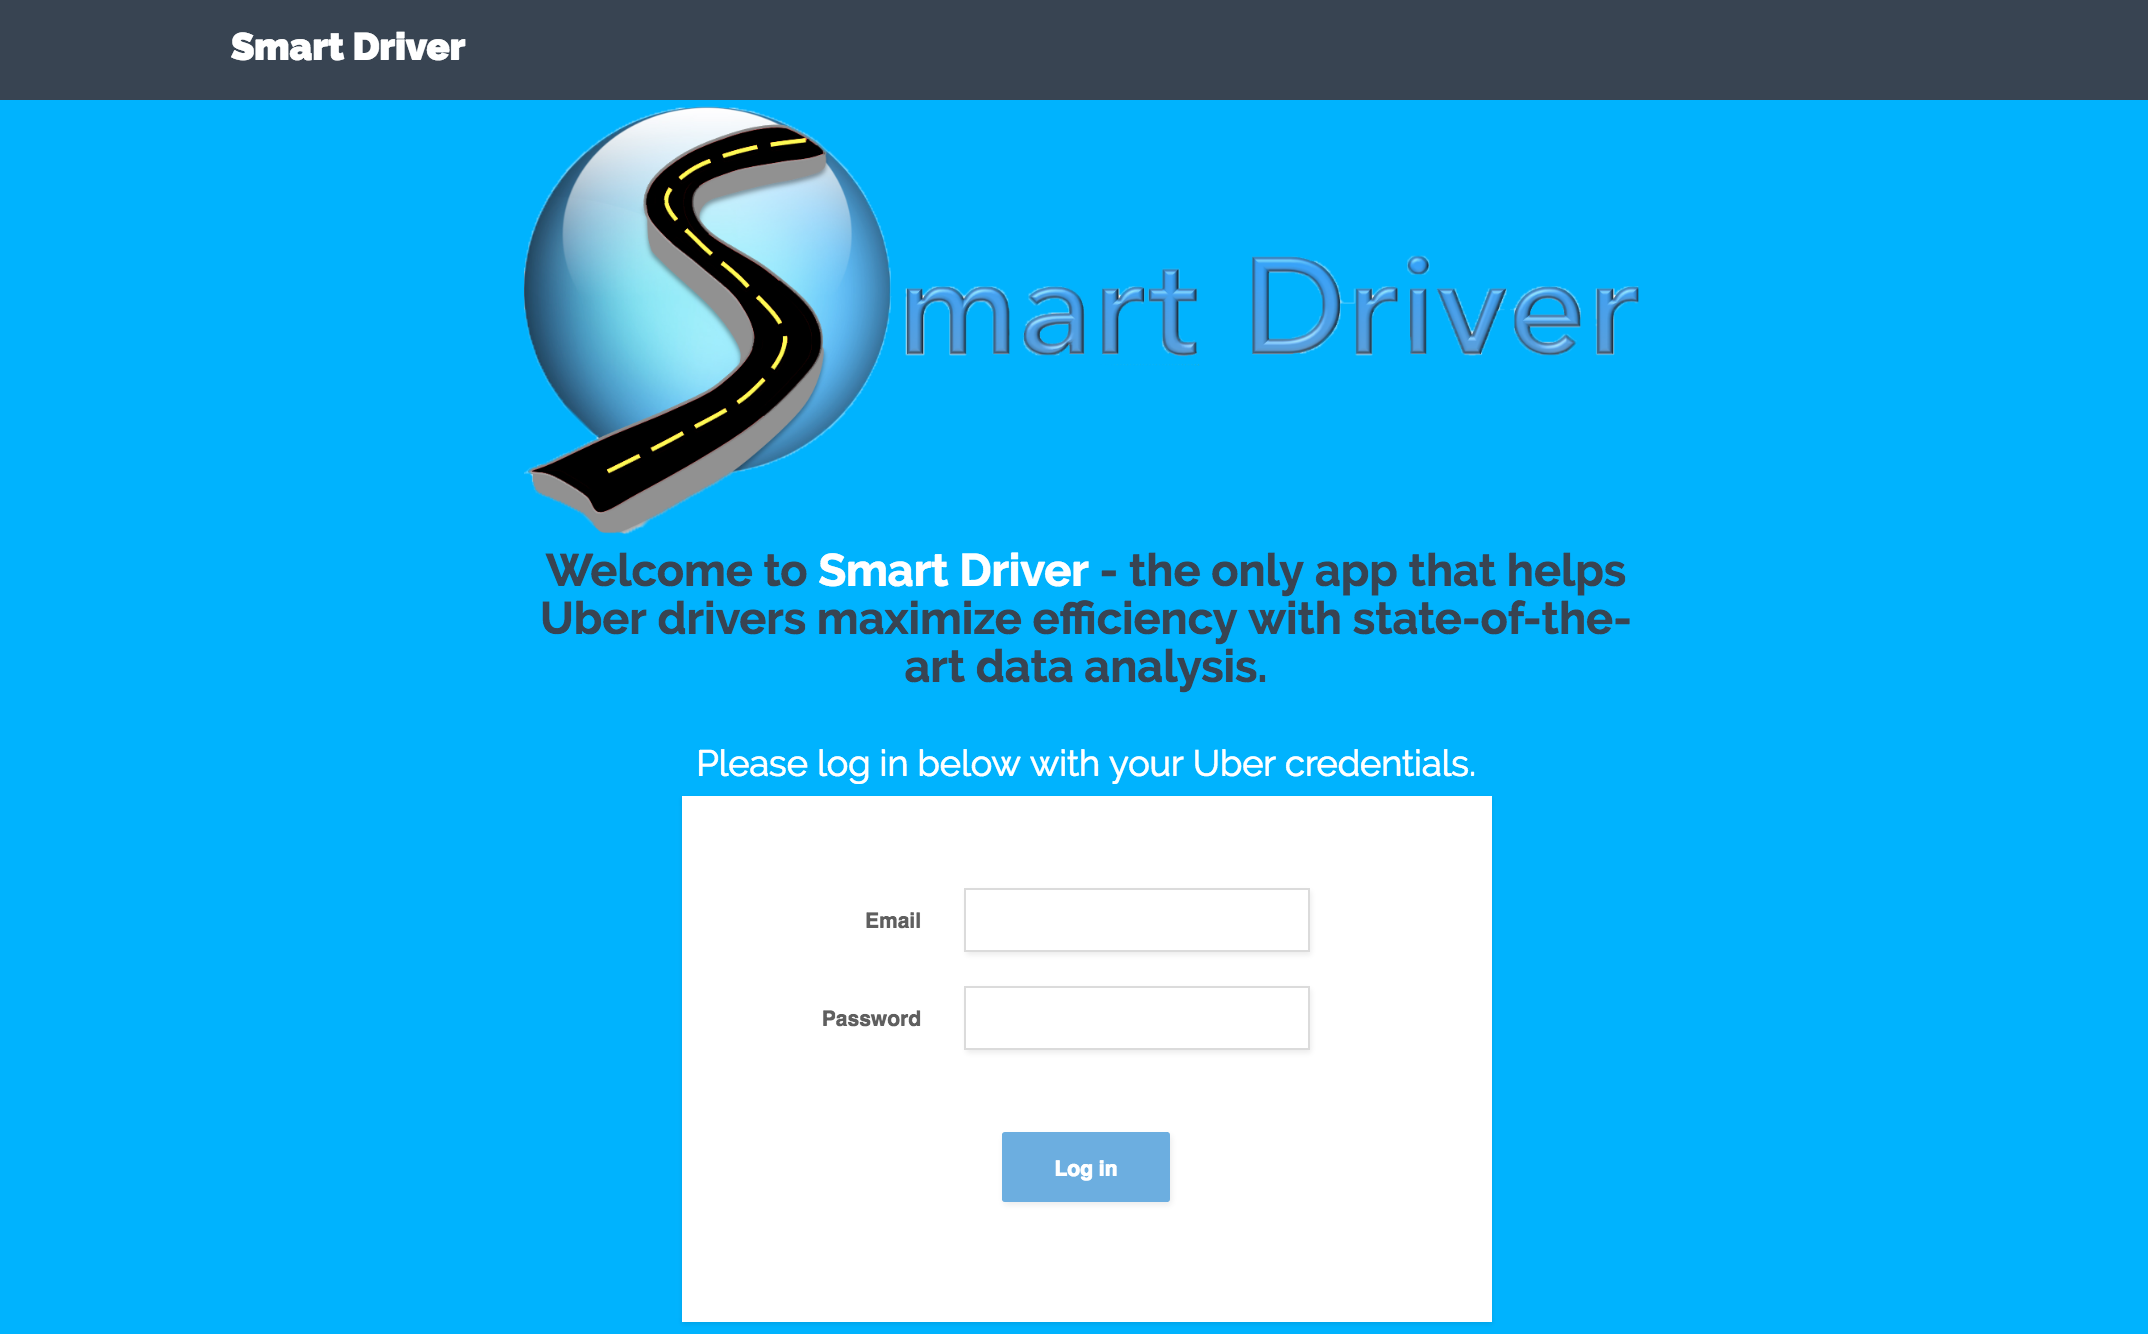 Smart Driver
Smart Driver
Welcome to Smart Driver - the only app that helps
Uber drivers maximize efficiency with state-of-the-
art data analysis.
Please log in below with your Uber credentials.
Email
Password
Log in